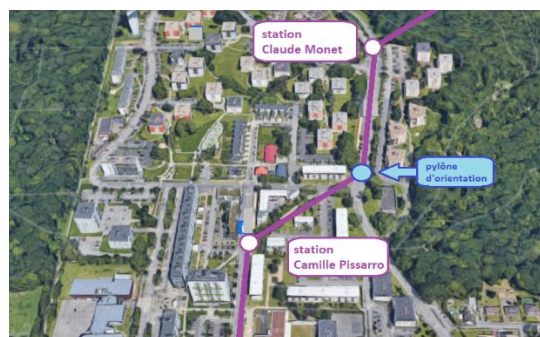 station
Claude Monet
pylône
d'orientation
station
Camille Pissarro